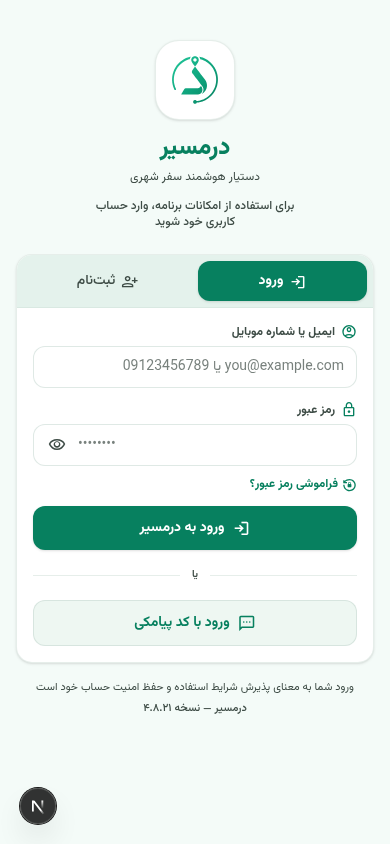 درمسیر
دستیار هوشمند سفر شهری
برای استفاده از امکانات برنامه، وارد حساب
کاربری خود شوید
ورود
ثبت‌نام
ایمیل یا شماره موبایل
you@example.com یا 09123456789
رمز عبور
••••••••
فراموشی رمز عبور؟
ورود به درمسیر
یا
ورود با کد پیامکی
ورود شما به معنای پذیرش شرایط استفاده و حفظ امنیت حساب خود است
درمسیر — نسخه ۴.۸.۲۱
N